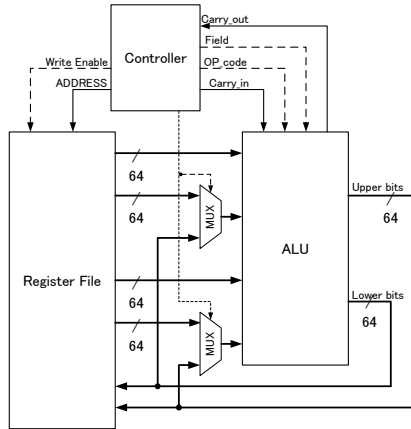 Carry_out
Field
Controller
Write Enable
OP_code
ADDRESS
Carry_in
64
MUX
Upper bits
64
64
ALU
Register File
64
Lower bits
64
64
MUX